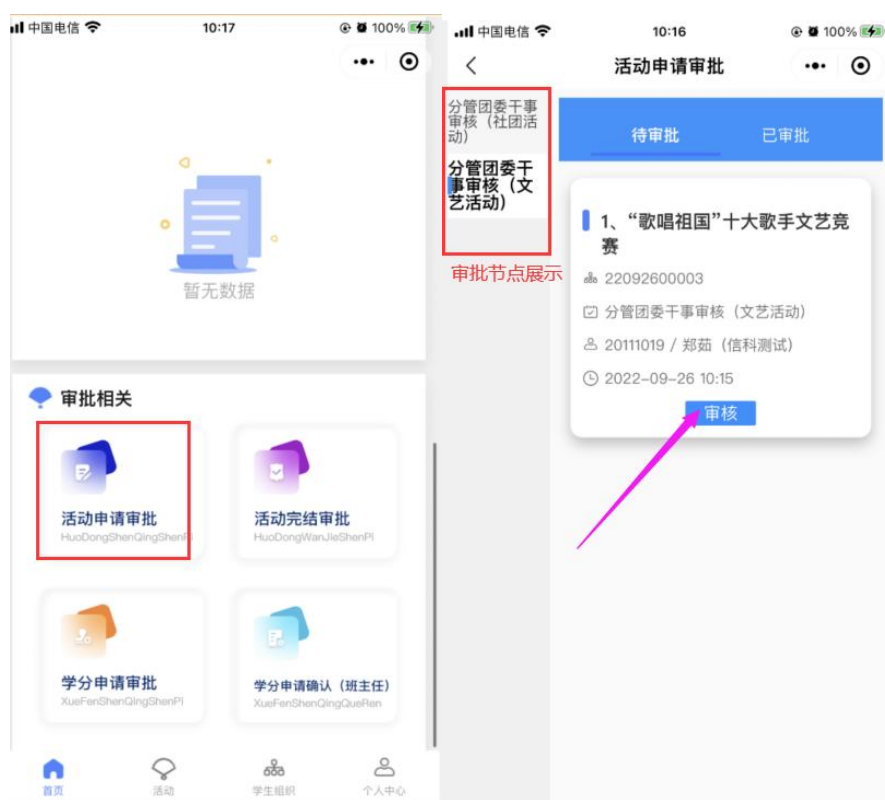 中国电信
10:17
100%
暂无数据
审批相关
活动申请审批
HuoDongShenQingShenPi
活动完结审批
HuoDongWanJieShenPi
学分申请审批
XueFenShenQingShenPi
学分申请确认（班主任）
XueFenShenQingQueRen
首页
活动
学生组织
个人中心
中国电信
10:16
100%
活动申请审批
分管团委干事
审核（社团活
动）
分管团委干
事审核（文
艺活动）
审批节点展示
待审批
已审批
1、“歌唱祖国”十大歌手文艺竞
赛
22092600003
分管团委干事审核（文艺活动）
20111019 / 郑茹（信科测试）
2022-09-26 10:15
审核